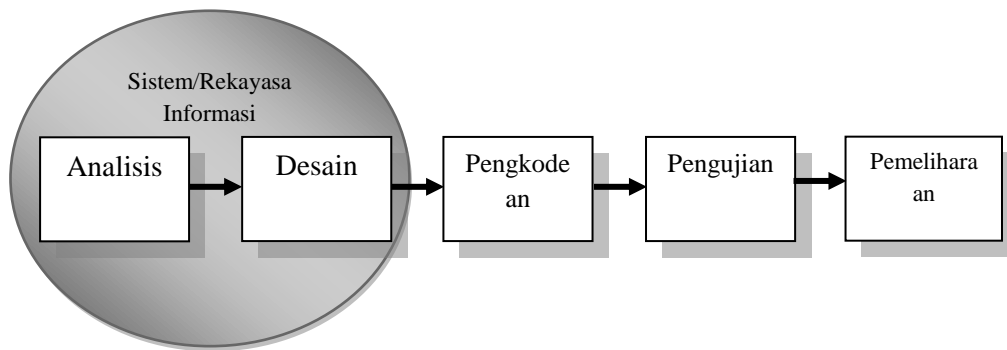 Sistem/Rekayasa
Informasi
Analisis
Desain
Pengkode
an
Pengujian
Pemelihara
an